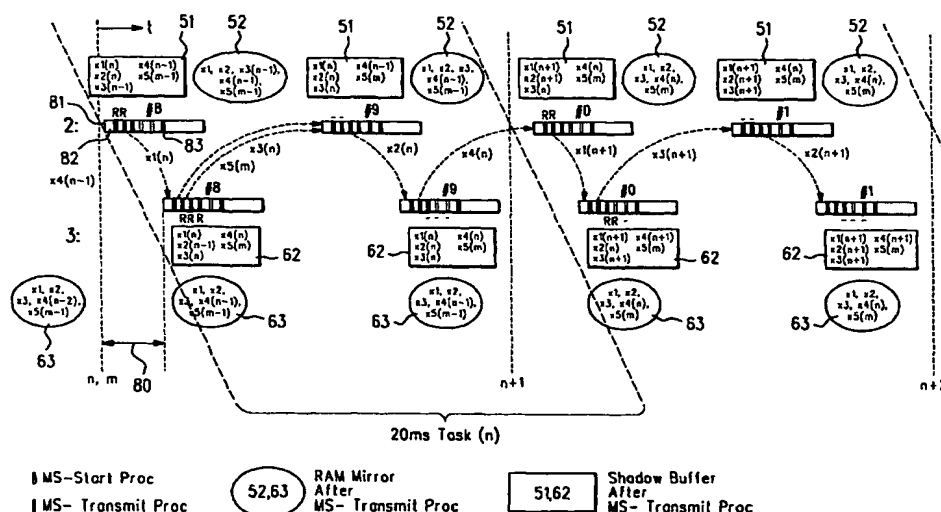 t
51
52
51
52
51
52
51
52
x1(n) x4(n-1)
x2(n) x5(m-1)
x3(n-1)
x1, x2, x3(n-1)
x4(n-1),
x5(m-1)
x1(n) x4(n-1)
x2(n) x5(m)
x3(n)
x1, x2, x3,
x4(n-1),
x5(m)
x1(n+1) x4(n)
x2(n+1) x5(m)
x3(n)
x1, x2,
x3, x4(n),
x5(m)
x1(n+1) x4(n)
x2(n+1) x5(m)
x3(n+1)
x1, x2,
x3, x4(n),
x5(m)
81
2:
RR
#8
#9
RR
#0
#1
82
83
x4(n-1)
x1(n)
x3(n)
x5(m)
x2(n)
x4(n)
x1(n+1)
x3(n+1)
x2(n+1)
3:
#8
#9
#0
#1
RR R
RR
x1(n) x4(n)
x2(n-1) x5(m)
x3(n)
62
x1(n) x4(n)
x2(n) x5(m)
x3(n)
62
x1(n+1) x4(n+1)
x2(n) x5(m)
x3(n+1)
62
x1(n+1) x4(n+1)
x2(n+1) x5(m)
x3(n+1)
62
x1, x2,
x3, x4(n-2),
x5(m-1)
63
x1, x2,
x3, x4(n-1),
x5(m-1)
63
x1, x2,
x3, x4(n-1),
x5(m-1)
63
x1, x2,
x3, x4(n),
x5(m)
63
x1, x2,
x3, x4(n),
x5(m)
63
n, m
80
n+1
20ms Task (n)
MS-Start Proc
MS- Transmit Proc
52,63
RAM Mirror
After
MS- Transmit Proc
51,62
Shadow Buffer
After
MS- Transmit Proc